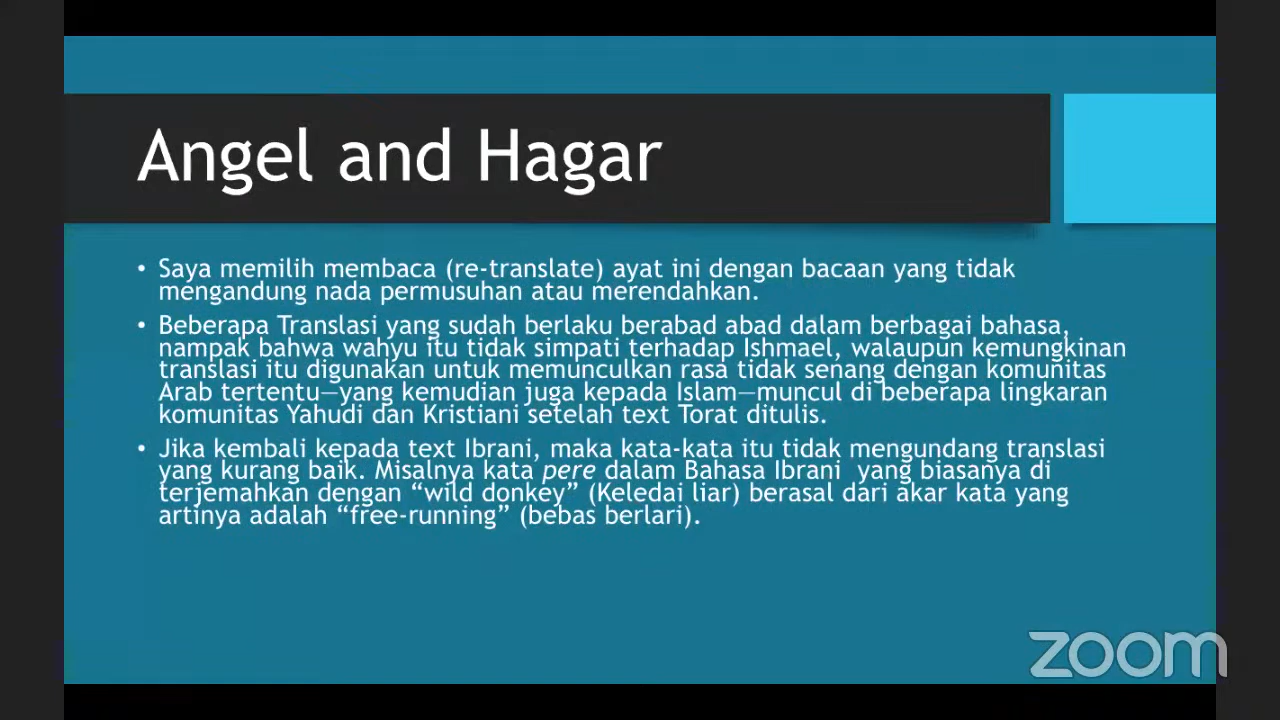 Angel and Hagar
• Saya memilih membaca (re-translate) ayat ini dengan bacaan yang tidak
mengandung nada permusuhan atau merendahkan.
• Beberapa Translasi yang sudah berlaku berabad abad dalam berbagai bahasa,
nampak bahwa wahyu itu tidak simpati terhadap Ishmael, walaupun kemungkinan
translasi itu digunakan untuk memunculkan rasa tidak senang dengan komunitas
Arab tertentu—yang kemudian juga kepada Islam—muncul di beberapa lingkaran
komunitas Yahudi dan Kristiani setelah text Torat ditulis.
• Jika kembali kepada text Ibrani, maka kata-kata itu tidak mengundang translasi
yang kurang baik. Misalnya kata pere dalam Bahasa Ibrani yang biasanya di
terjemahkan dengan “wild donkey” (Keledai liar) berasal dari akar kata yang
artinya adalah “free-running” (bebas berlari).
zoom